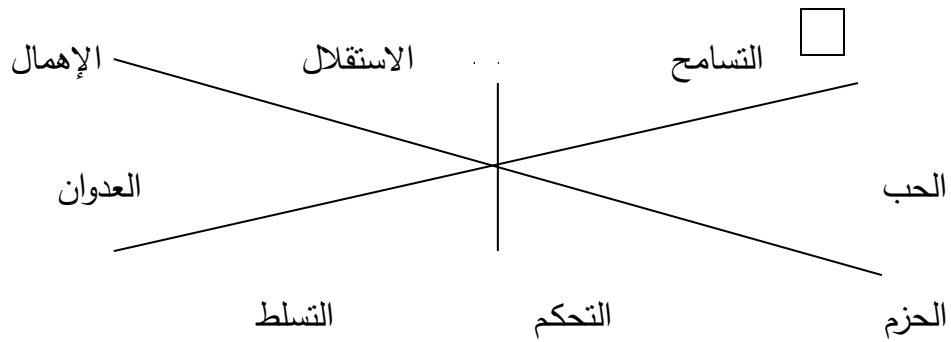 التسامح الاستقلال الإهمال
الحب العدوان
الحزم التحكم التسلط